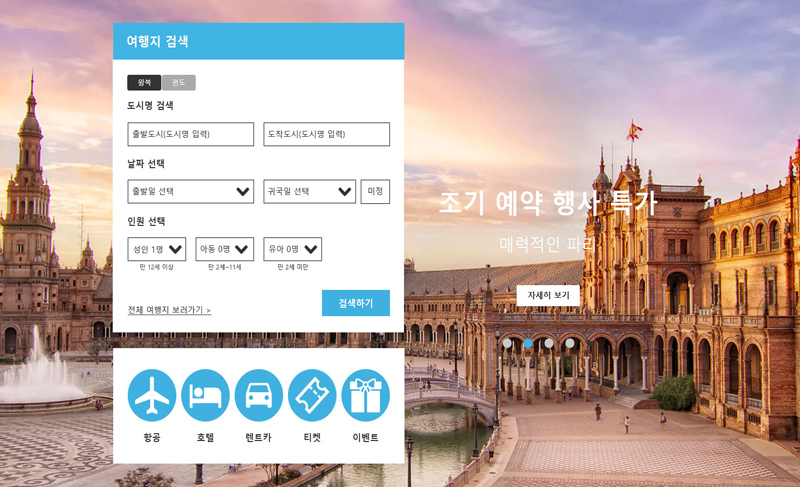 여행지 검색
왕복 편도
도시명 검색
출발도시(도시명 입력) 도착도시(도시명 입력)
날짜 선택
출발일 선택 귀국일 선택 미정
인원 선택
성인 1명 아동 0명 유아 0명
만 12세 이상 만 2세~11세 만 2세 미만
전체 여행지 보러가기 >
검색하기
항공 호텔 렌트카 티켓 이벤트
조기 예약 행사 특가
매력적인 파리
자세히 보기